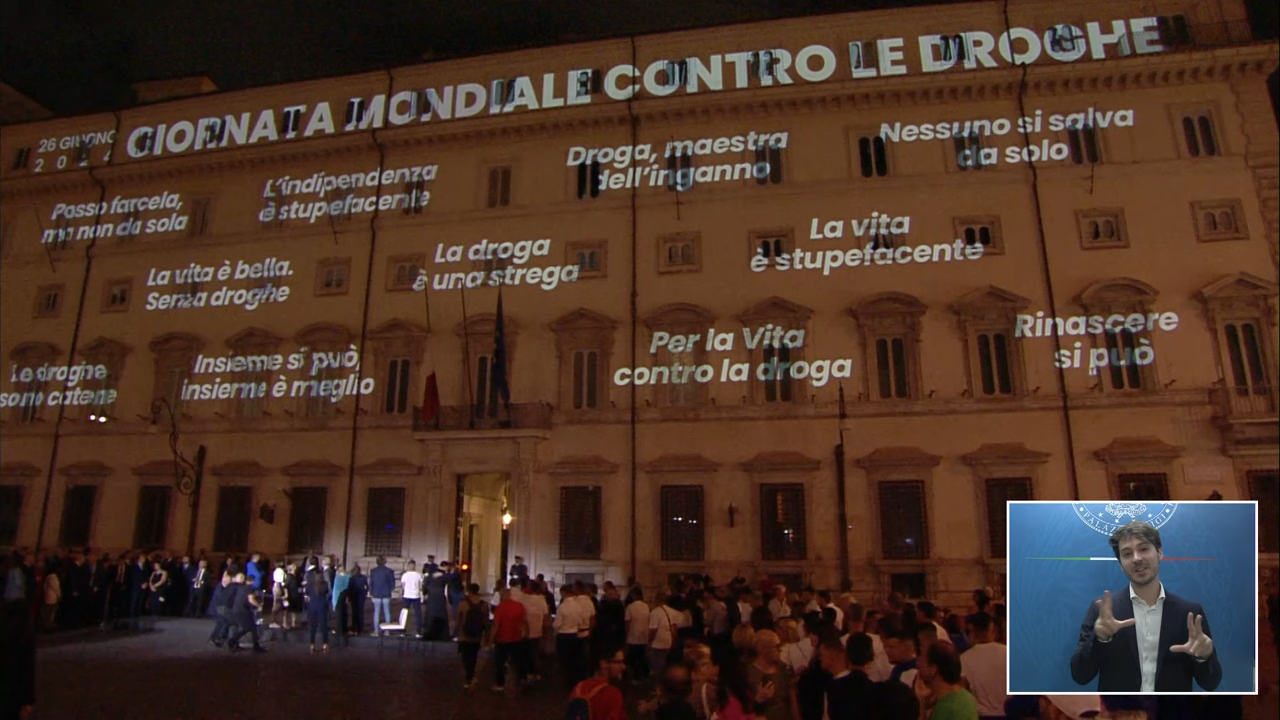 GIORNATA MONDIALE CONTRO LE DROGHE
26 GIUGNO
2024
Posso farcela,
ma non da sola
L'indipendenza
è stupefacente
Droga, maestra
dell'inganno
Nessuno si salva
da solo
La vita è bella.
Senza droghe
La droga
è una strega
La vita
è stupefacente
Le droghe
sono catene
Insieme si può
insieme è meglio
Per la Vita
contro la droga
Rinascere
si può